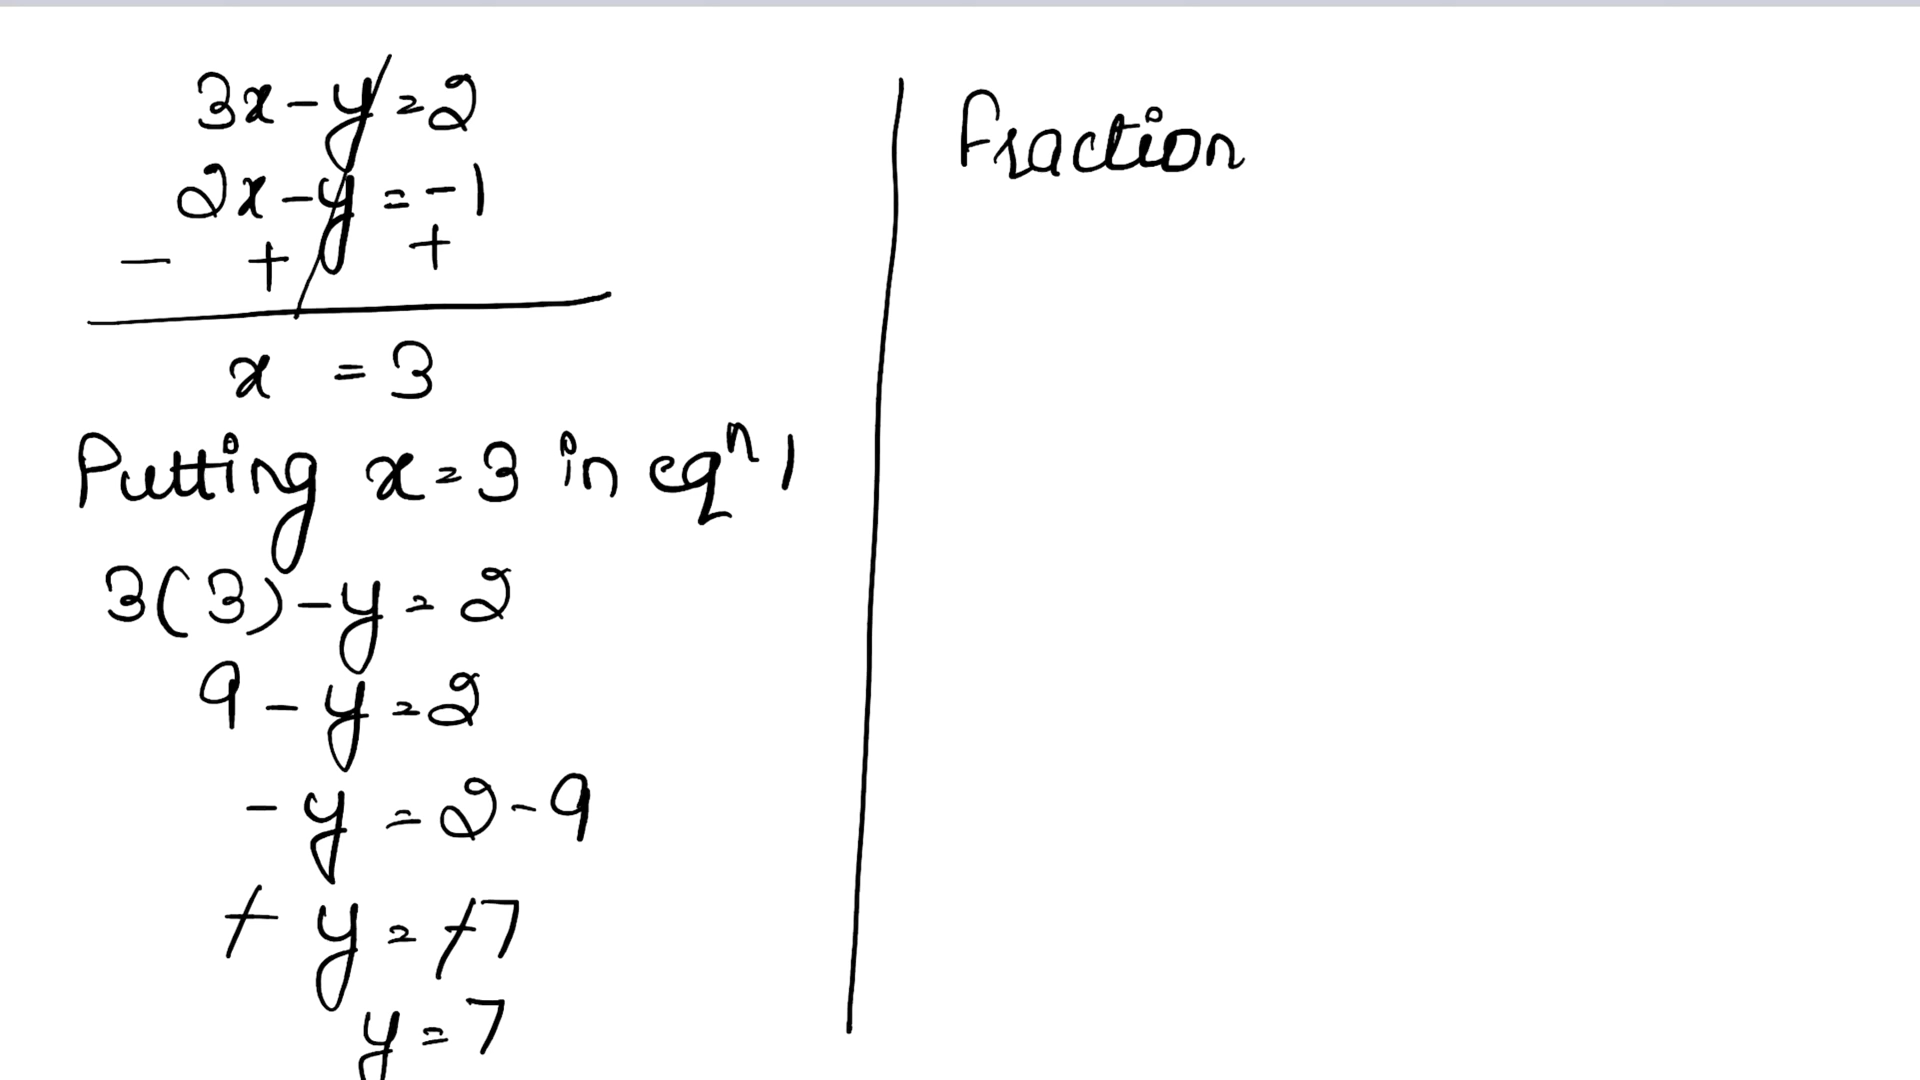 3x-y=2
2x-y=-1
- + +
x = 3
Putting x=3 in eqⁿ 1
3(3)-y=2
9-y=2
-y=2-9
-y=-7
y=7
Fraction